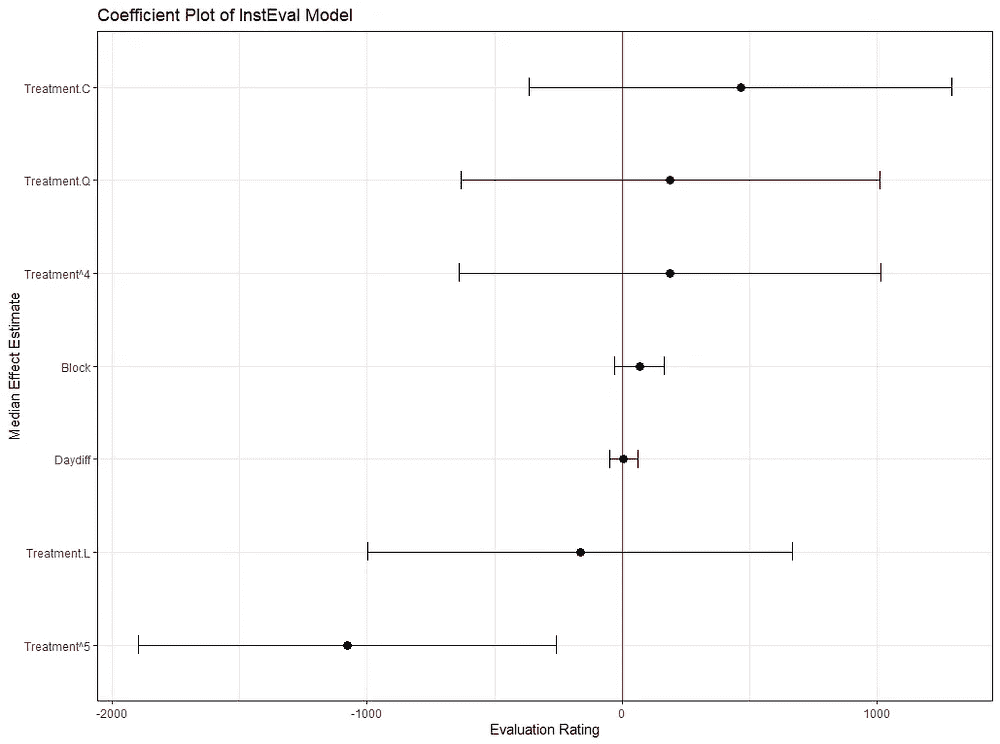 Coefficient Plot of InstEval Model
Treatment.C
Treatment.Q
Treatment^4
Block
Daydiff
Treatment.L
Treatment^5
Median Effect Estimate
-2000 -1000 0 1000
Evaluation Rating